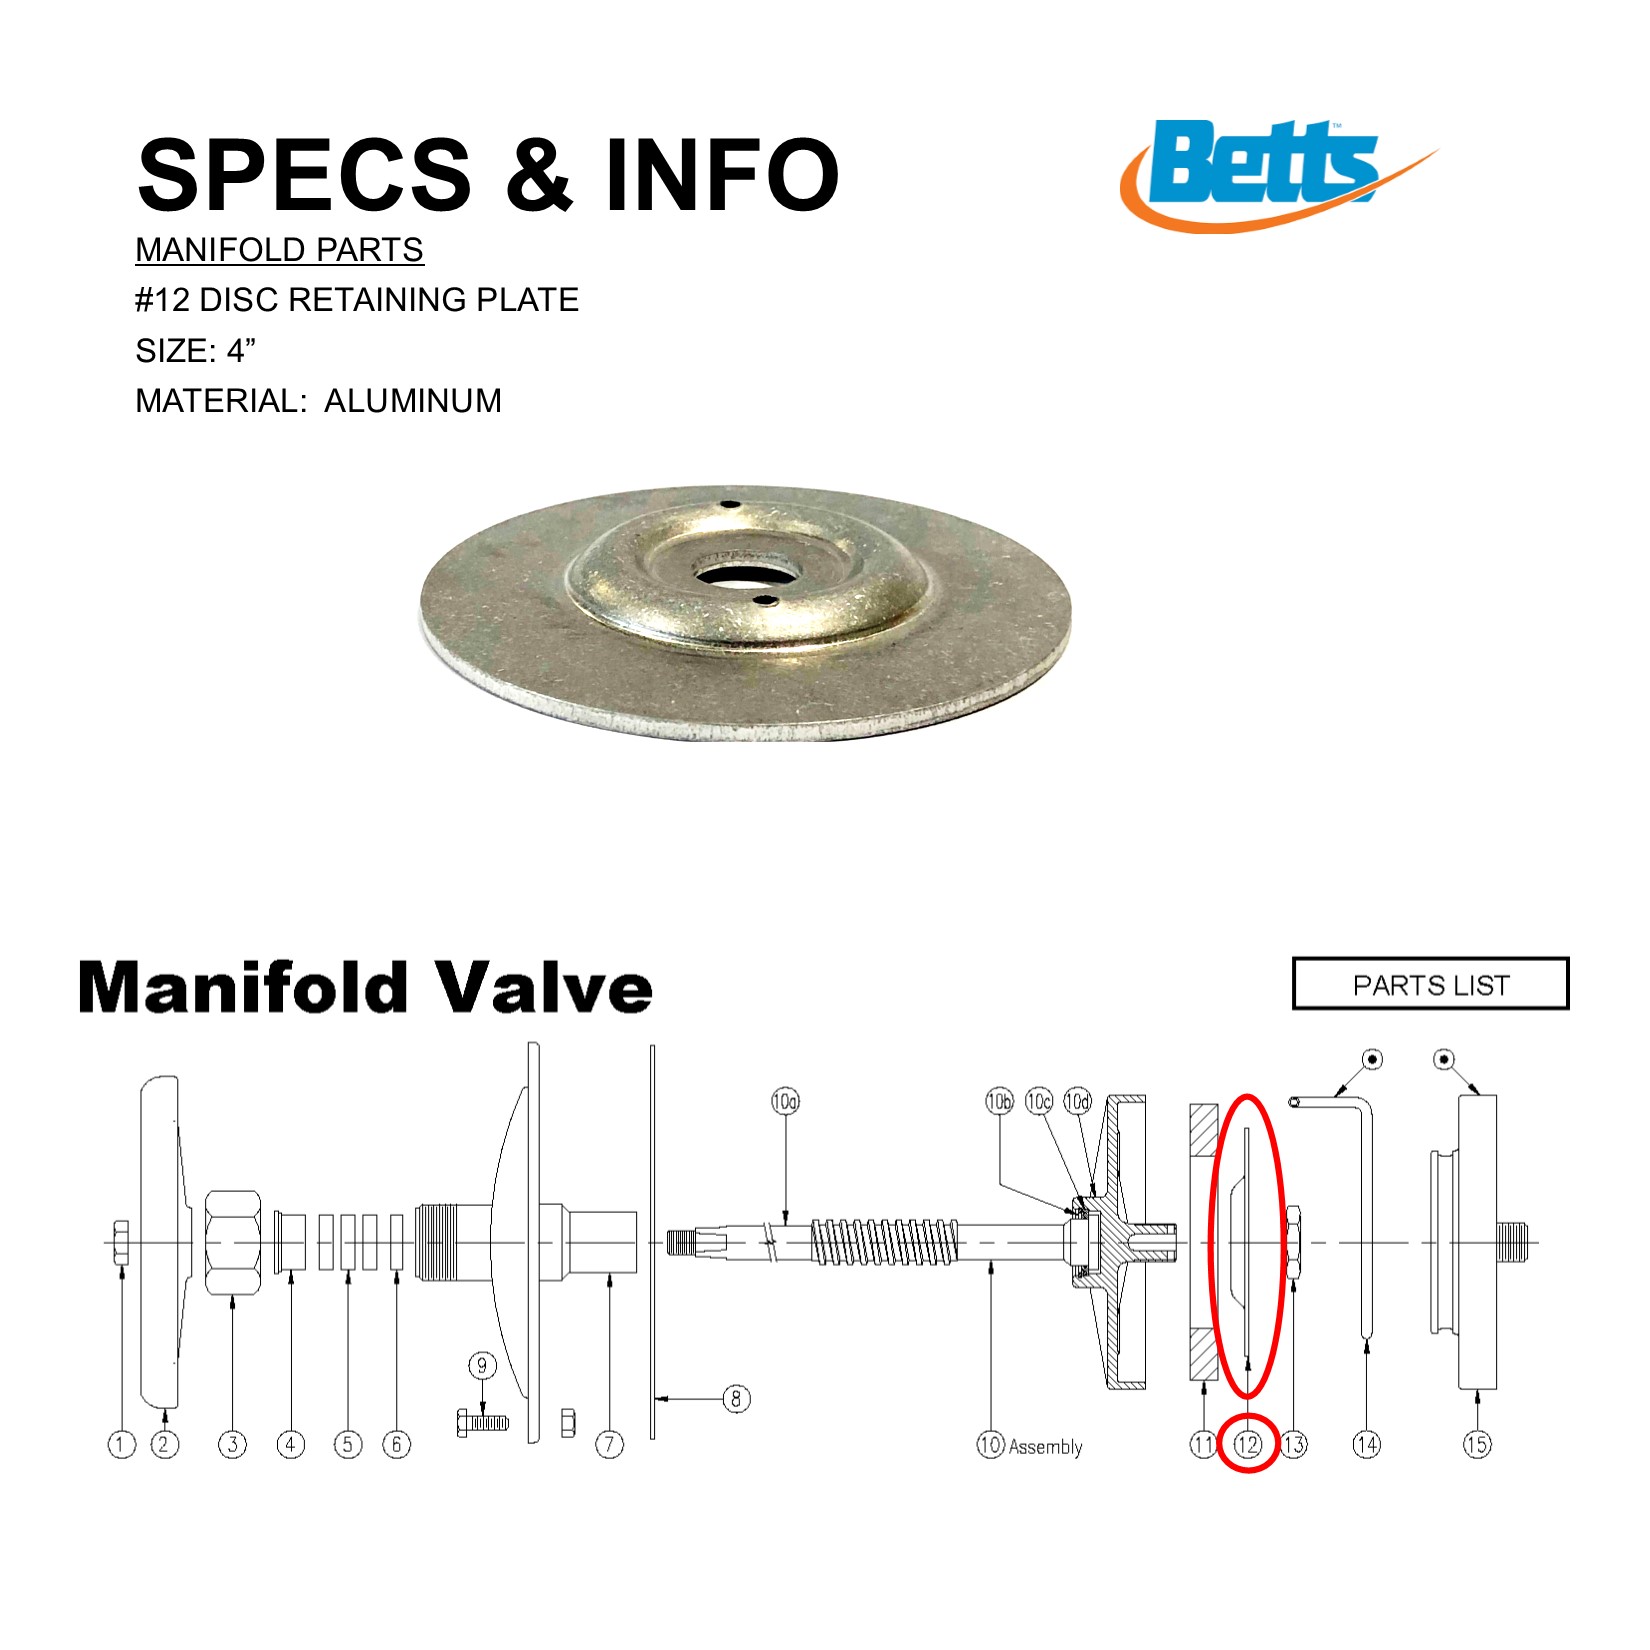 SPECS & INFO
Betts™
MANIFOLD PARTS
#12 DISC RETAINING PLATE
SIZE: 4”
MATERIAL:  ALUMINUM
Manifold Valve
PARTS LIST
10a
10b
10c
10d
9
8
1
2
3
4
5
6
7
10 Assembly
11
12
13
14
15